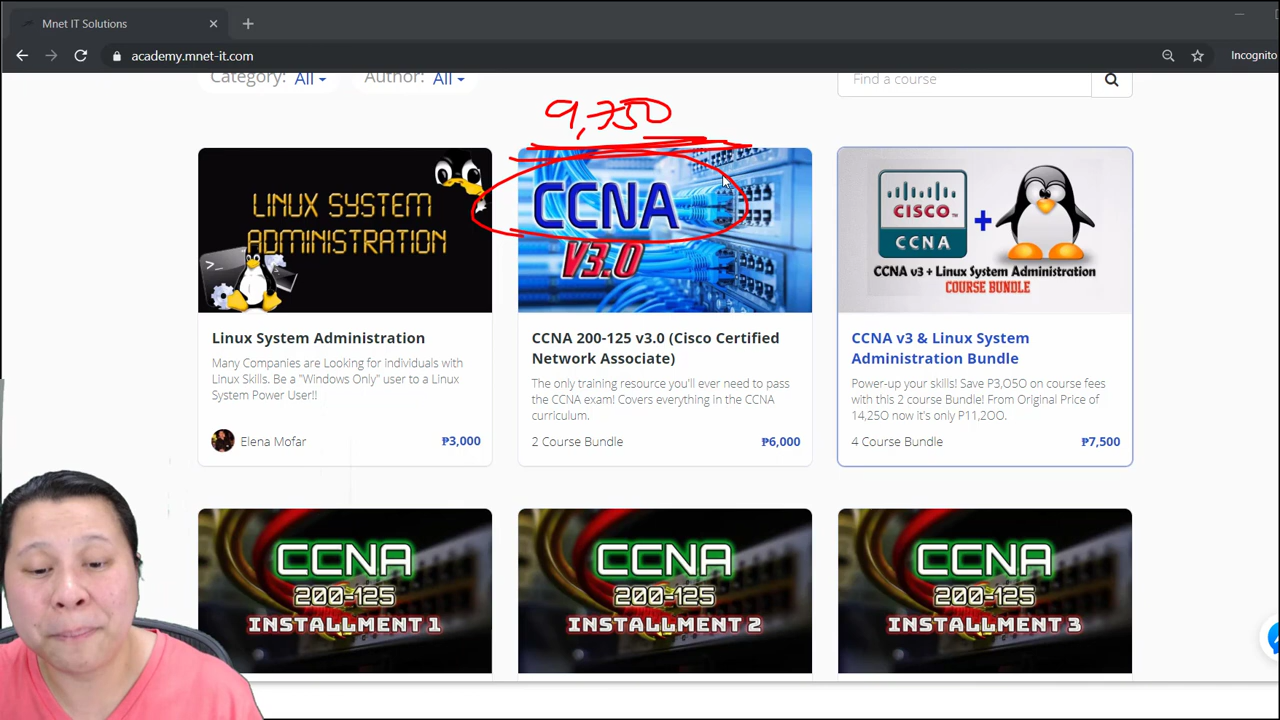 Mnet IT Solutions
academy.mnet-it.com
Incognito
Category: All
Author: All
Find a course
9,750
LINUX SYSTEM
ADMINISTRATION
>_
Linux System Administration
Many Companies are Looking for individuals with
Linux Skills. Be a "Windows Only" user to a Linux
System Power User!!
Elena Mofar
₱3,000
CCNA
V3.0
CCNA 200-125 v3.0 (Cisco Certified
Network Associate)
The only training resource you'll ever need to pass
the CCNA exam! Covers everything in the CCNA
curriculum.
2 Course Bundle
₱6,000
CISCO
CCNA
+
CCNA v3 + Linux System Administration
COURSE BUNDLE
CCNA v3 & Linux System
Administration Bundle
Power-up your skills! Save P3,O5O on course fees
with this 2 course Bundle! From Original Price of
14,25O now it's only P11,2OO.
4 Course Bundle
₱7,500
CCNA
200-125
INSTALLMENT 1
CCNA
200-125
INSTALLMENT 2
CCNA
200-125
INSTALLMENT 3